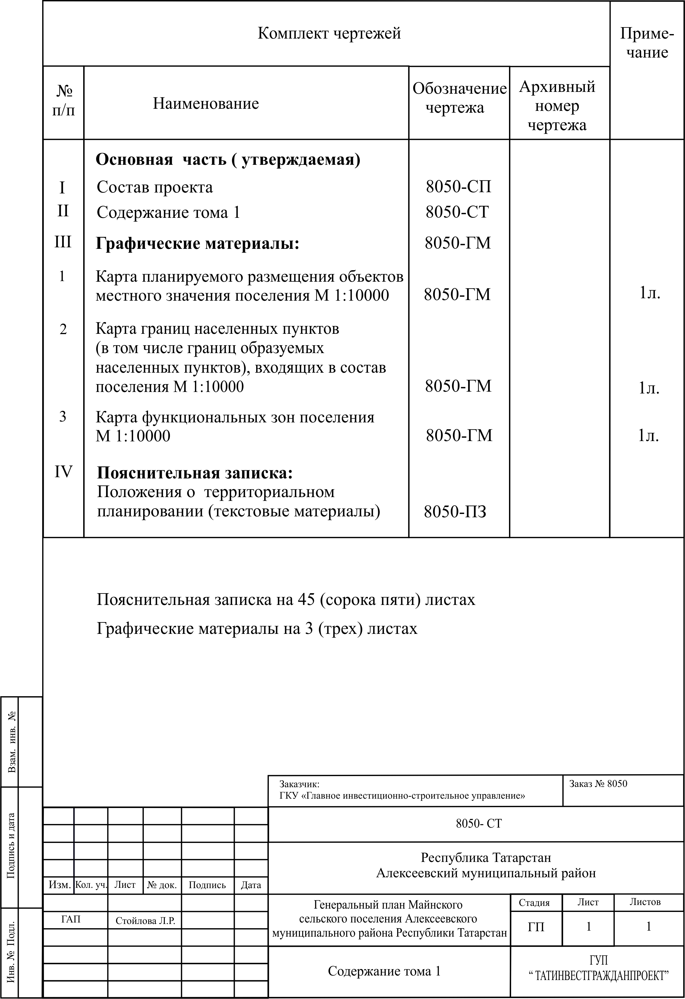 Комплект чертежей
Приме-
чание
№
п/п
Наименование
Обозначение
чертежа
Архивный
номер
чертежа
Основная часть ( утверждаемая)
I Состав проекта 8050-СП
II Содержание тома 1 8050-СТ
III Графические материалы: 8050-ГМ
1 Карта планируемого размещения объектов
местного значения поселения М 1:10000 8050-ГМ 1л.
2 Карта границ населенных пунктов
(в том числе границ образуемых
населенных пунктов), входящих в состав
поселения М 1:10000 8050-ГМ 1л.
3 Карта функциональных зон поселения
М 1:10000 8050-ГМ 1л.
IV Пояснительная записка:
Положения о территориальном
планировании (текстовые материалы) 8050-ПЗ
Пояснительная записка на 45 (сорока пяти) листах
Графические материалы на 3 (трех) листах
Взам. инв. №
Подпись и дата
Инв. № Подл.
Заказчик:
ГКУ «Главное инвестиционно-строительное управление»
Заказ № 8050
8050- СТ
Республика Татарстан
Алексеевский муниципальный район
Изм. Кол. уч. Лист № док. Подпись Дата
ГАП Стойлова Л.Р.
Генеральный план Майнского
сельского поселения Алексеевского
муниципального района Республики Татарстан
Стадия Лист Листов
ГП 1 1
Содержание тома 1
ГУП
“ ТАТИНВЕСТГРАЖДАНПРОЕКТ”